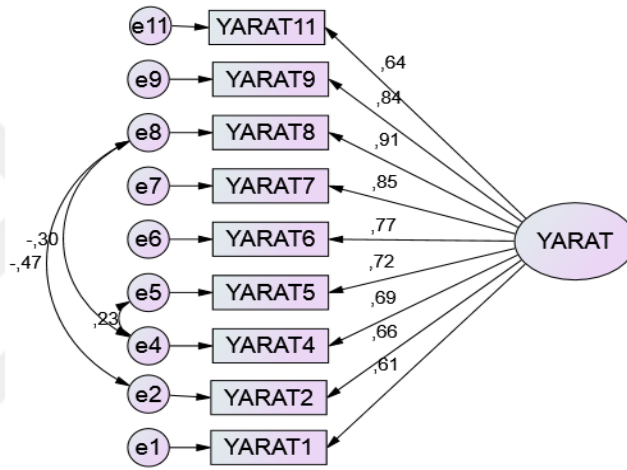 e11 YARAT11
,64
e9 YARAT9
,84
e8 YARAT8
,91
e7 YARAT7
,85
e6 YARAT6
,77
YARAT
-,30
-,47
e5 YARAT5
,72
,23
e4 YARAT4
,69
e2 YARAT2
,66
,61
e1 YARAT1